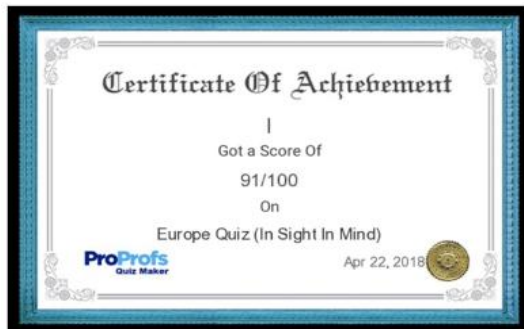 Certificate Of Achievement
I
Got a Score Of
91/100
On
Europe Quiz (In Sight In Mind)
ProProfs
Quiz Maker
Apr 22, 2018